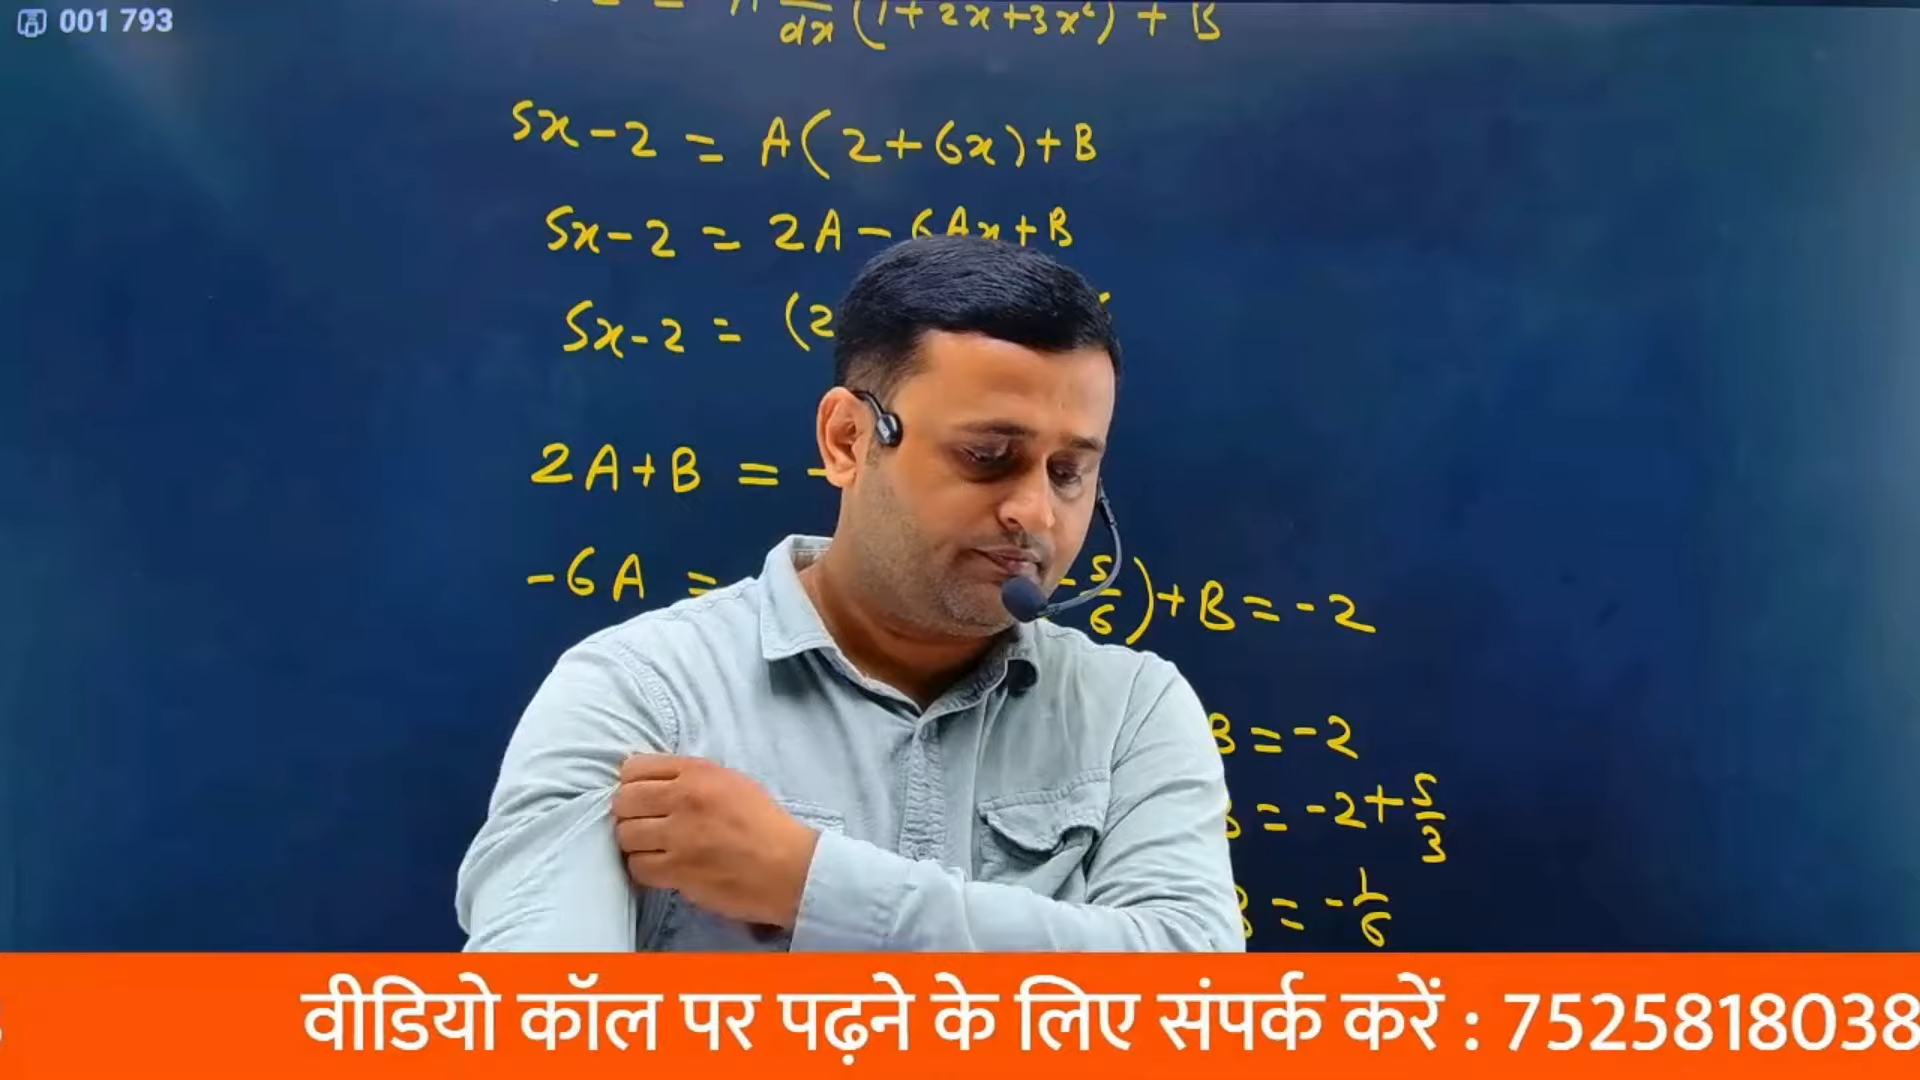 001 793
dx (1+2x+3x²) + B
5x-2 = A(2+6x)+B
5x-2 = 2A-6Ax+B
5x-2 = (2
2A+B = -
-6A =
-5/6)+B=-2
B=-2
= -2+5/3
= -1/6
वीडियो कॉल पर पढ़ने के लिए संपर्क करें : 7525818038